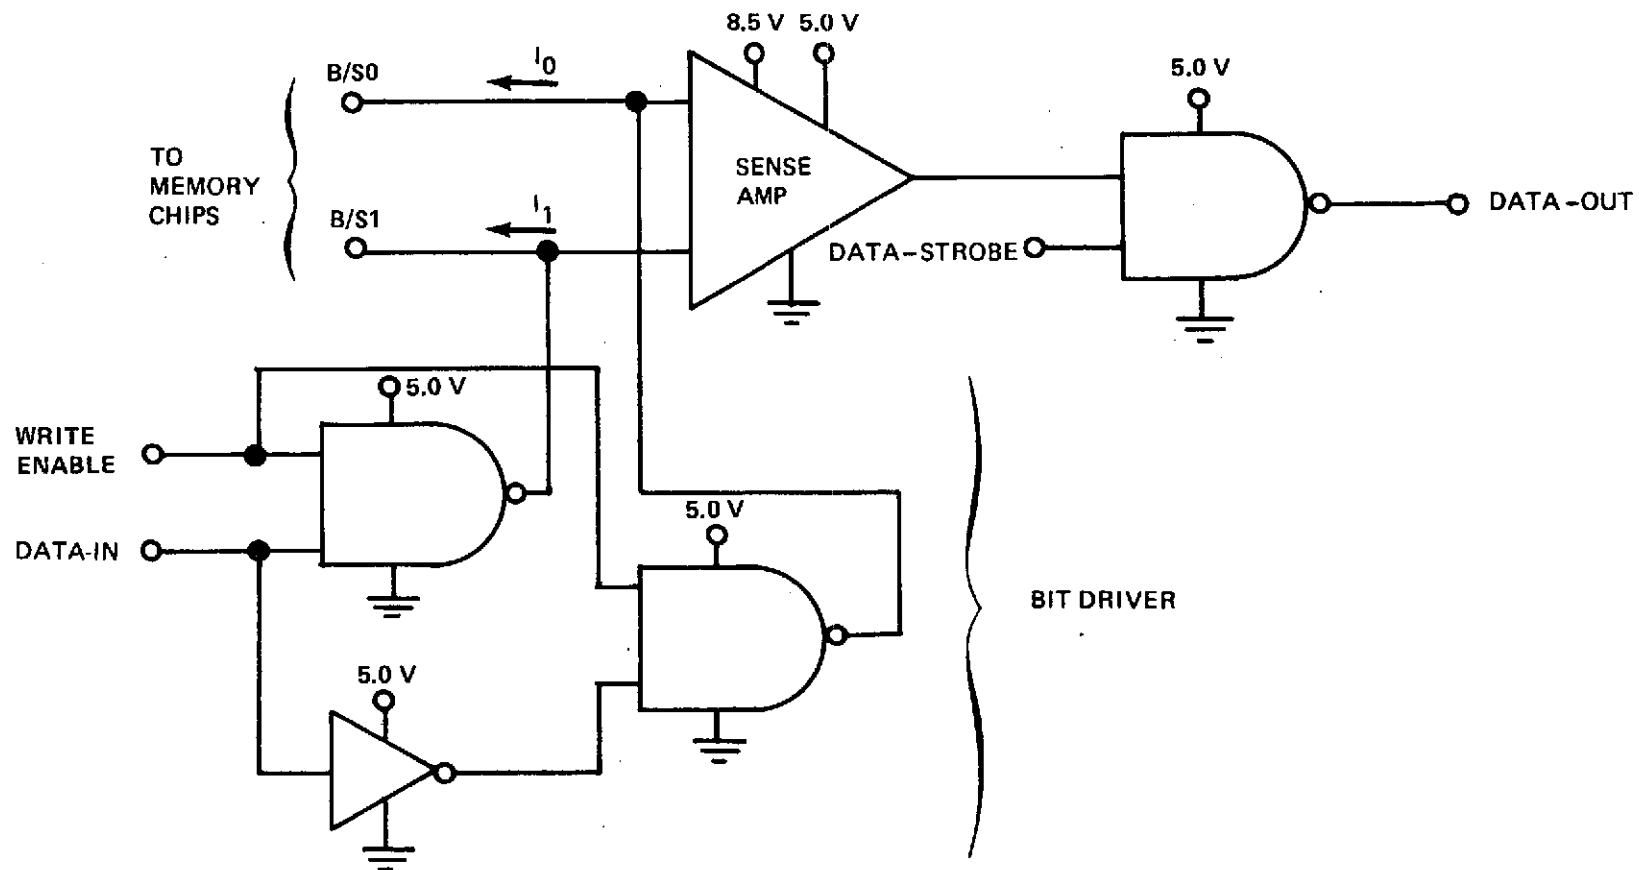 8.5 V 5.0 V
I0
B/S0
5.0 V
TO
MEMORY
CHIPS
SENSE
AMP
DATA-OUT
I1
B/S1
DATA-STROBE
5.0 V
WRITE
ENABLE
5.0 V
DATA-IN
BIT DRIVER
5.0 V